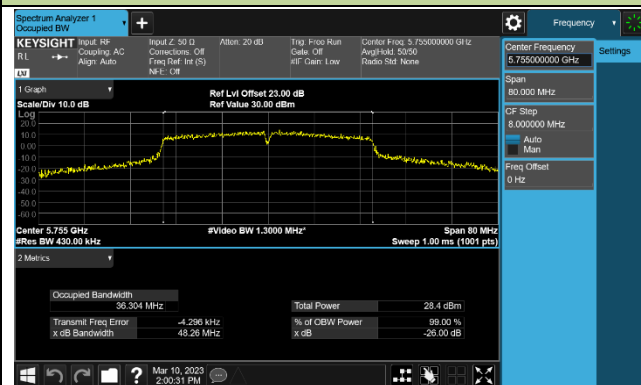 Spectrum Analyzer 1
Occupied BW
Frequency
KEYSIGHT
RL
LXI
Input: RF
Coupling: AC
Align: Auto
Input Z: 50 Ω
Corrections: Off
Freq Ref: Int (S)
NFE: Off
Atten: 20 dB
Trig: Free Run
Gate: Off
#IF Gain: Low
Center Freq: 5.755000000 GHz
Avg|Hold: 50/50
Radio Std: None
Center Frequency
5.755000000 GHz
Settings
Span
80.000 MHz
CF Step
8.000000 MHz
Auto
Man
Freq Offset
0 Hz
1 Graph
Scale/Div 10.0 dB
Ref Lvl Offset 23.00 dB
Ref Value 30.00 dBm
Log
20.0
10.0
0.00
-10.0
-20.0
-30.0
-40.0
-50.0
-60.0
Center 5.755 GHz
#Video BW 1.3000 MHz*
Span 80 MHz
#Res BW 430.00 kHz
Sweep 1.00 ms (1001 pts)
2 Metrics
Occupied Bandwidth
36.304 MHz
Total Power 28.4 dBm
Transmit Freq Error -4.296 kHz
% of OBW Power 99.00 %
x dB Bandwidth 48.26 MHz
x dB -26.00 dB
?
Mar 10, 2023
2:00:31 PM